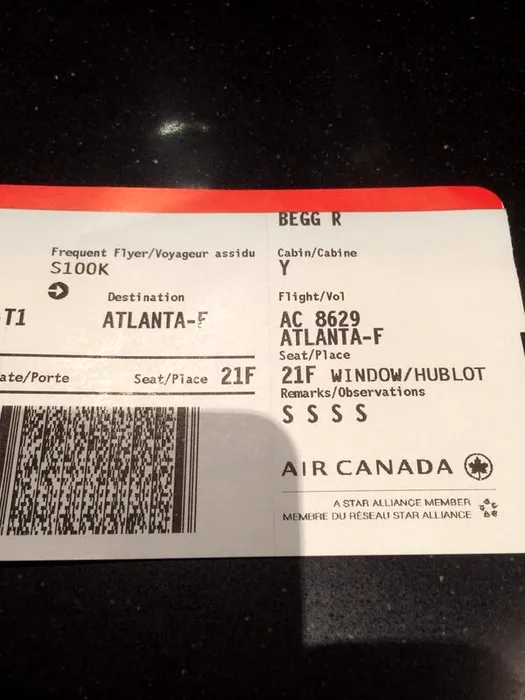 BEGG R
Frequent Flyer/Voyageur assidu
S100K
Cabin/Cabine
Y
Destination
-T1 ATLANTA-F
Flight/Vol
AC 8629
ATLANTA-F
ate/Porte Seat/Place 21F
Seat/Place
21F WINDOW/HUBLOT
Remarks/Observations
S S S S
AIR CANADA
A STAR ALLIANCE MEMBER
MEMBRE DU RÉSEAU STAR ALLIANCE